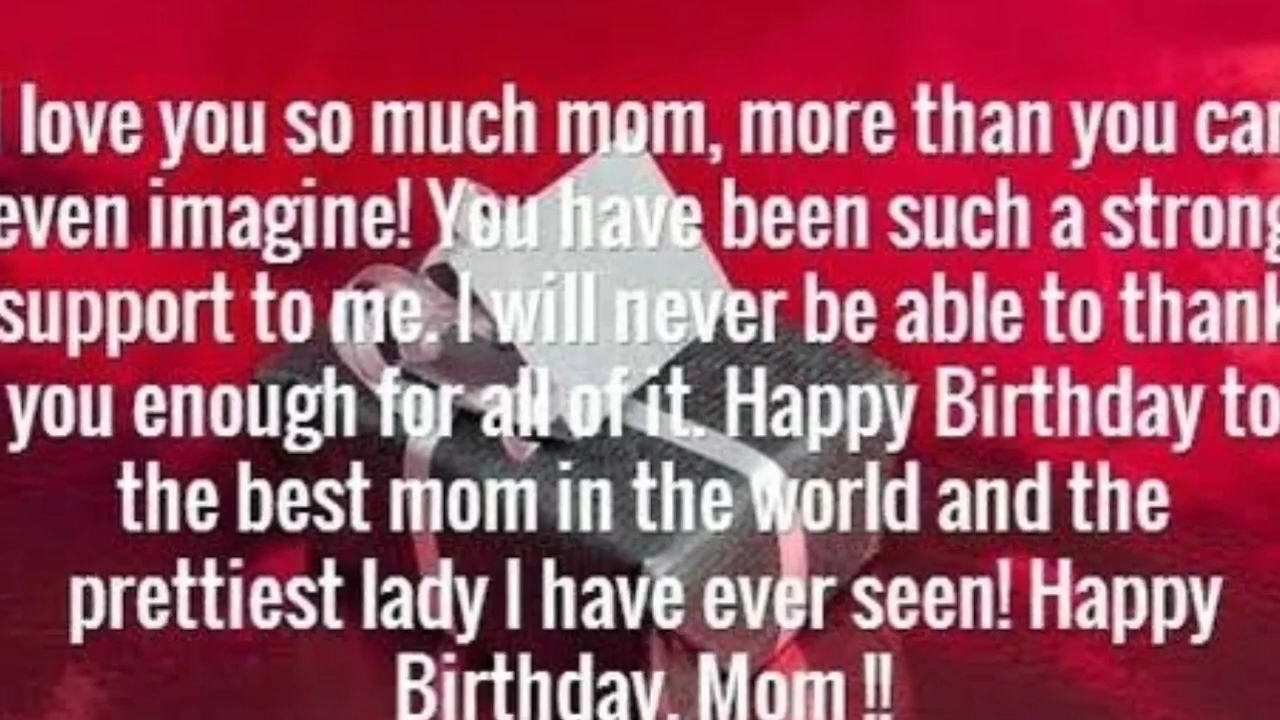 I love you so much mom, more than you can
even imagine! You have been such a strong
support to me. I will never be able to thank
you enough for all of it. Happy Birthday to
the best mom in the world and the
prettiest lady I have ever seen! Happy
Birthday, Mom !!